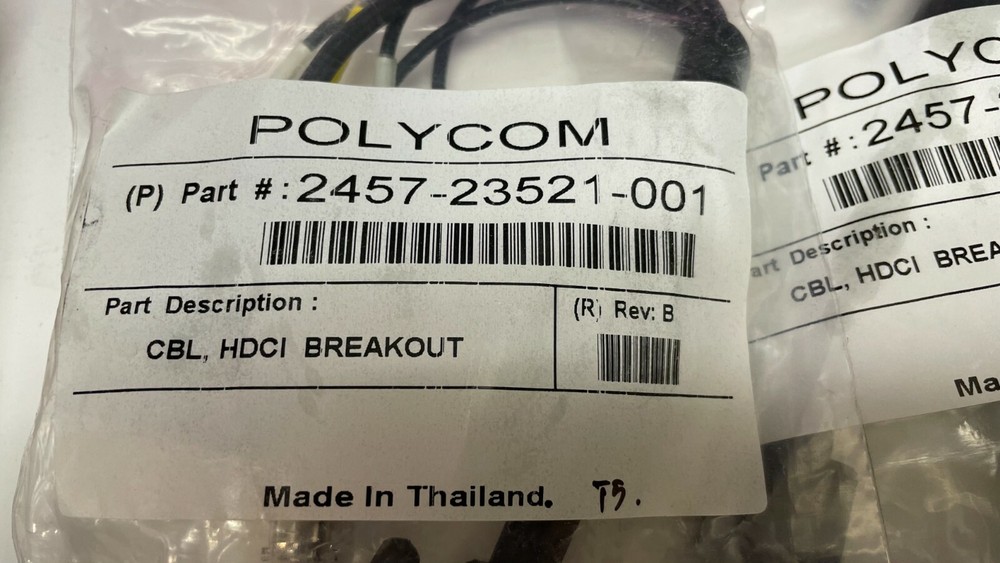 POLYCOM
(P) Part #:2457-23521-001
Part Description :
(R) Rev: B
CBL, HDCI BREAKOUT
Made In Thailand. T5.
POLYC
Part #:2457-
art Description :
CBL, HDCI BREA
Ma